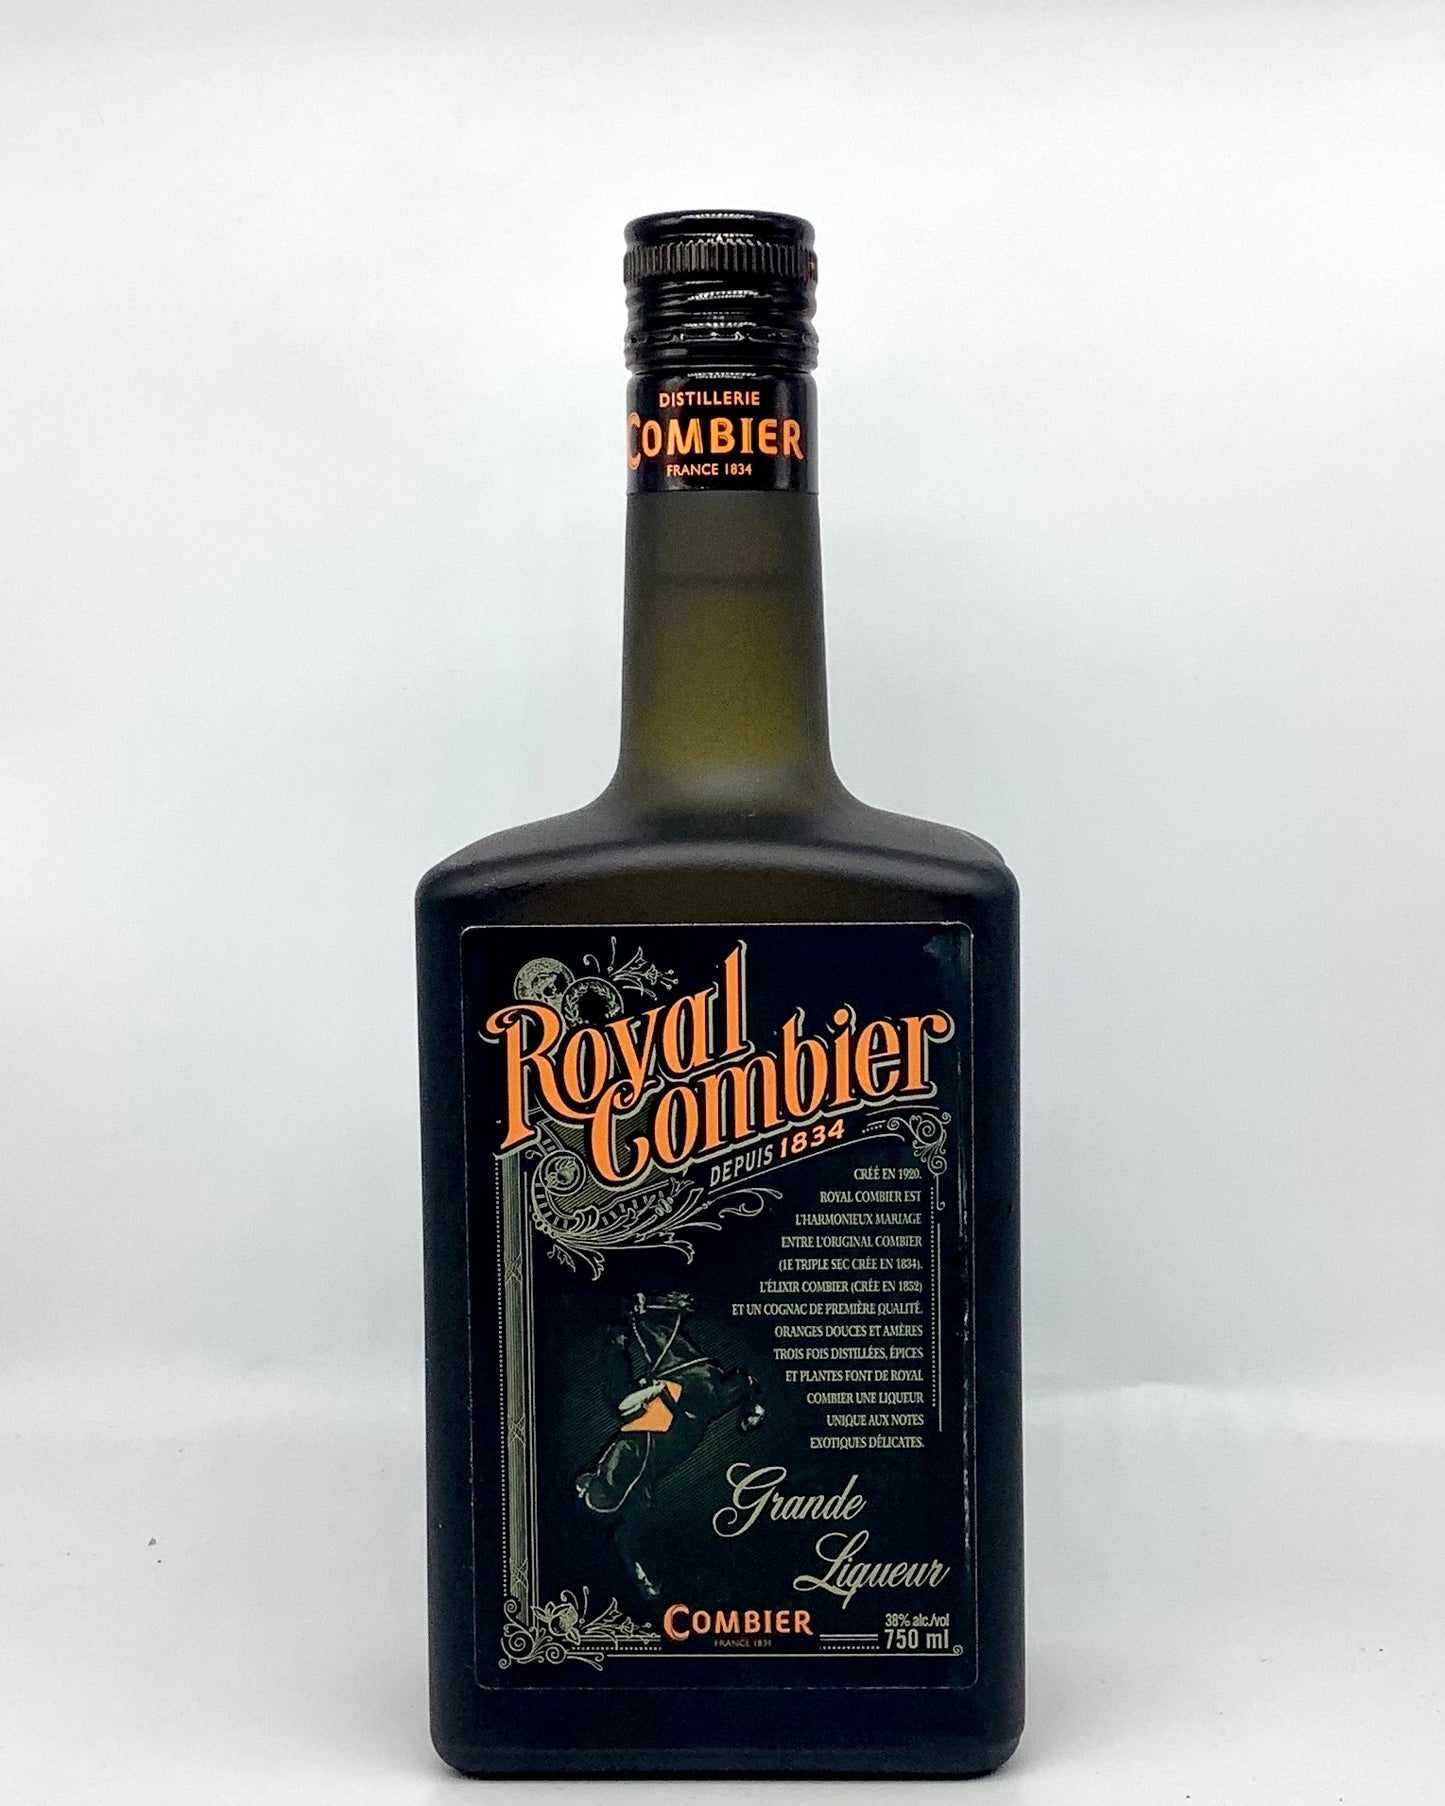 DISTILLERIE
COMBIER
FRANCE 1834
Royal
Combier
DEPUIS 1834
CRÉÉ EN 1920.
ROYAL COMBIER EST
L'HARMONIEUX MARIAGE
ENTRE L'ORIGINAL COMBIER
(1E TRIPLE SEC CRÉE EN 1834),
L'ÉLIXIR COMBIER (CRÉE EN 1852)
ET UN COGNAC DE PREMIÈRE QUALITÉ.
ORANGES DOUCES ET AMÈRES
TROIS FOIS DISTILLÉES, ÉPICES
ET PLANTES FONT DE ROYAL
COMBIER UNE LIQUEUR
UNIQUE AUX NOTES
EXOTIQUES DÉLICATES.
Grande
Liqueur
COMBIER
FRANCE 1834
38% alc./vol
750 ml